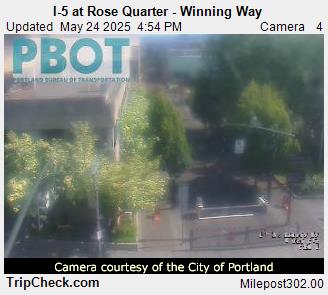 I-5 at Rose Quarter - Winning Way
Updated May 24 2025 4:54 PM Camera 4
PBOT
PORTLAND BUREAU OF TRANSPORTATION
Camera courtesy of the City of Portland
TripCheck.com Milepost302.00